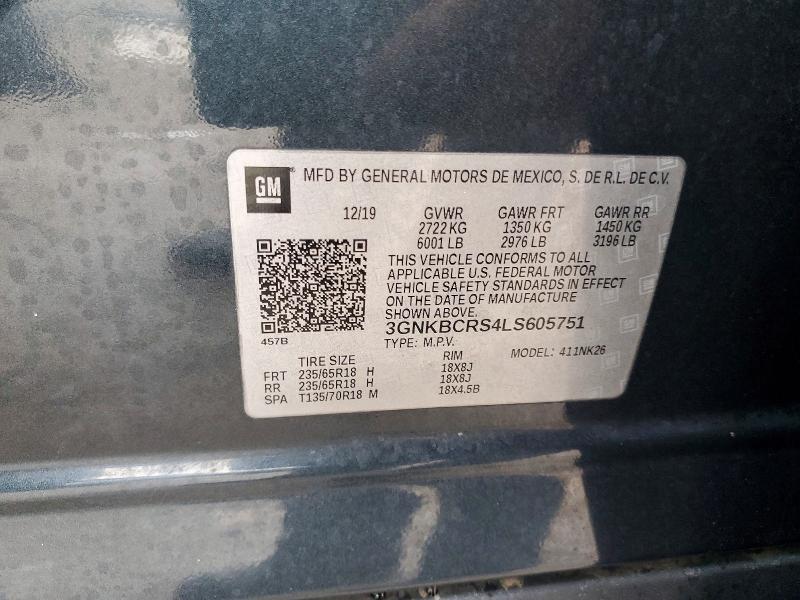 GM MFD BY GENERAL MOTORS DE MEXICO, S. DE R.L. DE C.V.
12/19 GVWR GAWR FRT GAWR RR
2722 KG 1350 KG 1450 KG
6001 LB 2976 LB 3196 LB
THIS VEHICLE CONFORMS TO ALL
APPLICABLE U.S. FEDERAL MOTOR
VEHICLE SAFETY STANDARDS IN EFFECT
ON THE DATE OF MANUFACTURE
SHOWN ABOVE.
3GNKBCRS4LS605751
457B TYPE: M.P.V. MODEL: 411NK26
TIRE SIZE RIM
FRT 235/65R18 H 18X8J
RR 235/65R18 H 18X8J
SPA T135/70R18 M 18X4.5B